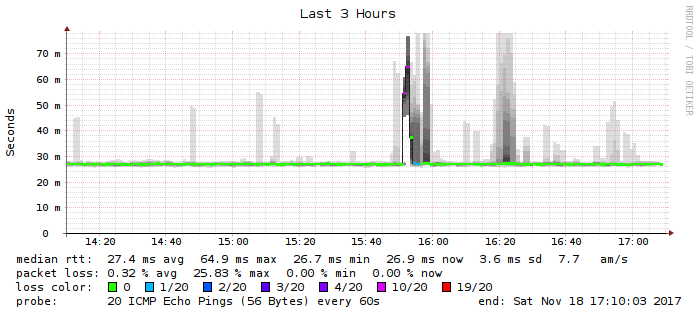 Last 3 Hours
RRDTOOL / TOBI OETIKER
Seconds
70 m
60 m
50 m
40 m
30 m
20 m
10 m
0
14:20 14:40 15:00 15:20 15:40 16:00 16:20 16:40 17:00
median rtt: 27.4 ms avg 64.9 ms max 26.7 ms min 26.9 ms now 3.6 ms sd 7.7 am/s
packet loss: 0.32 % avg 25.83 % max 0.00 % min 0.00 % now
loss color: 0 1/20 2/20 3/20 4/20 10/20 19/20
probe: 20 ICMP Echo Pings (56 Bytes) every 60s end: Sat Nov 18 17:10:03 2017